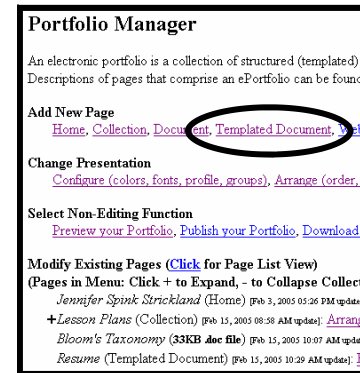 Portfolio Manager
An electronic portfolio is a collection of structured (templated)
Descriptions of pages that comprise an ePortfolio can be found
Add New Page
Home, Collection, Document, Templated Document, Web
Change Presentation
Configure (colors, fonts, profile, groups), Arrange (order,
Select Non-Editing Function
Preview your Portfolio, Publish your Portfolio, Download
Modify Existing Pages (Click for Page List View)
(Pages in Menu: Click + to Expand, - to Collapse Collect
Jennifer Spink Strickland (Home) [Feb 3, 2005 05:26 PM update
+Lesson Plans (Collection) [Feb 15, 2005 08:58 AM update]: Arrang
Bloom's Taxonomy (33KB .doc file) [Feb 15, 2005 10:07 AM updat
Resume (Templated Document) [Feb 15, 2005 10:29 AM update]: